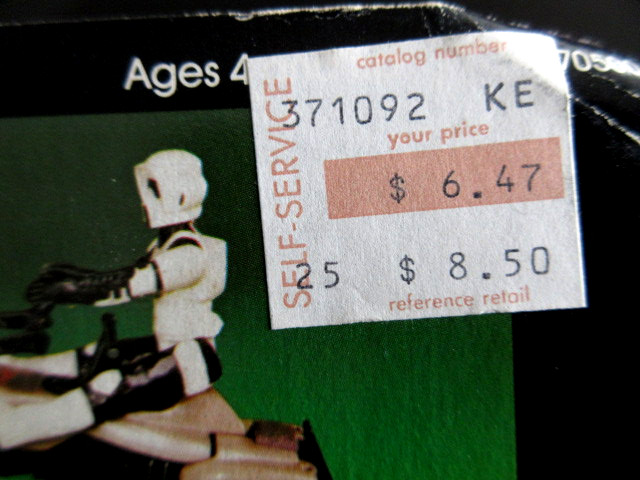 Ages 4
catalog number
371092 KE
your price
$ 6.47
25 $ 8.50
reference retail
SELF-SERVICE